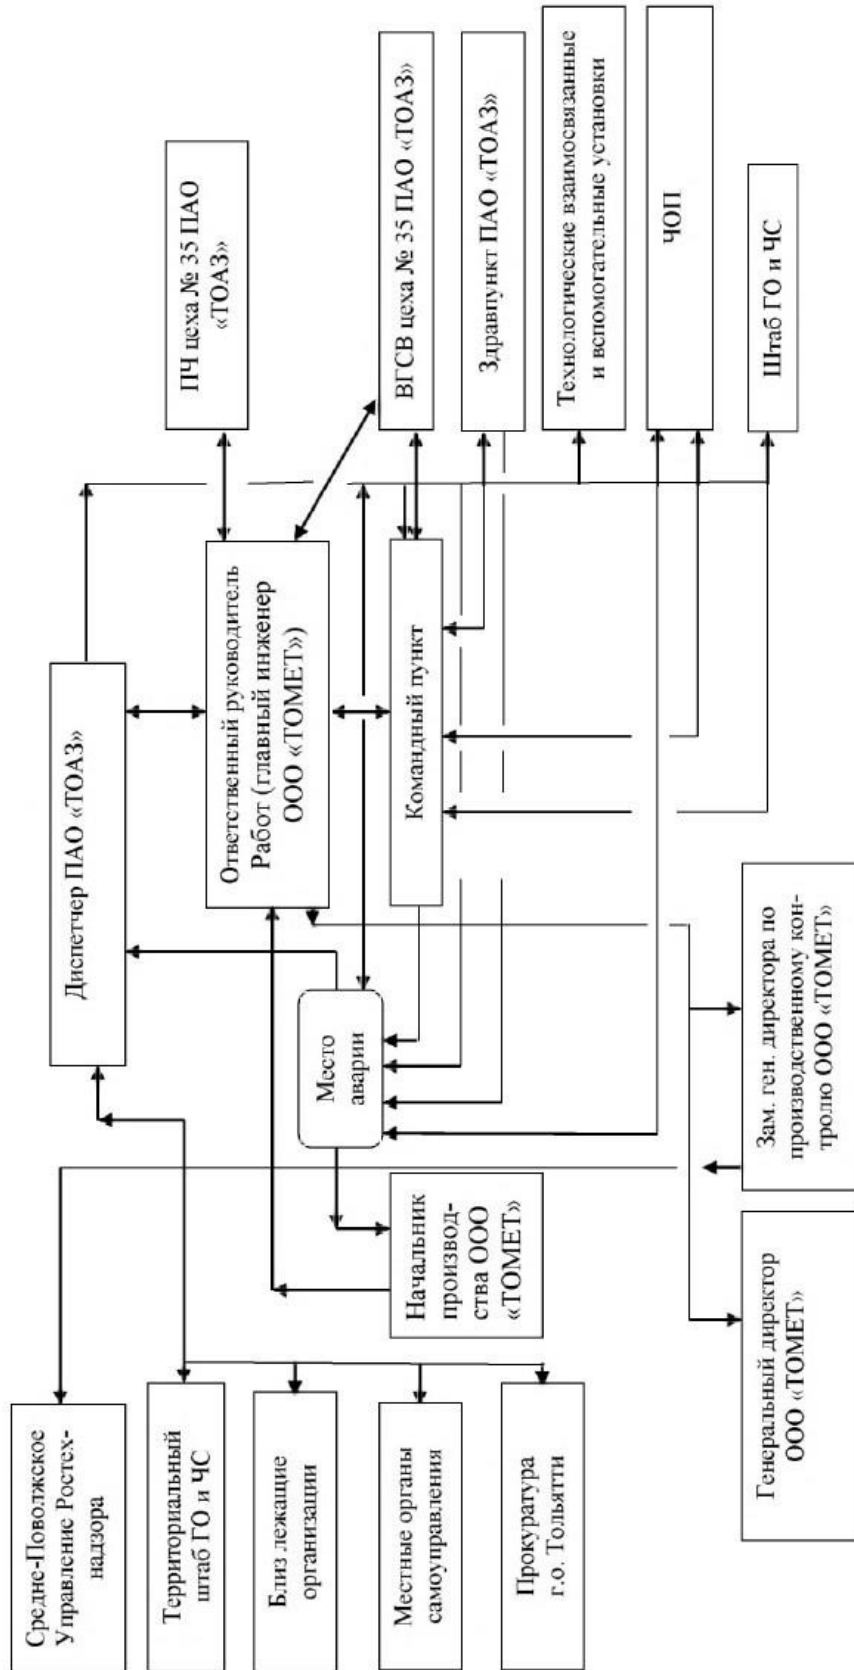 Средне-Поволжское
Управление Ростех-
надзора
Территориальный
штаб ГО и ЧС
Близ лежащие
организации
Местные органы
самоуправления
Прокуратура
г.о. Тольятти
Диспетчер ПАО «ТОАЗ»
Место
аварии
Начальник
производ-
ства ООО
«ТОМЕТ»
Генеральный директор
ООО «ТОМЕТ»
Зам. ген. директора по
производственному кон-
тролю ООО «ТОМЕТ»
Ответственный руководитель
Работ (главный инженер
ООО «ТОМЕТ»)
Командный пункт
ПЧ цеха № 35 ПАО
«ТОАЗ»
ВГСВ цеха № 35 ПАО «ТОАЗ»
Здравпункт ПАО «ТОАЗ»
Технологические взаимосвязанные
и вспомогательные установки
ЧОП
Штаб ГО и ЧС